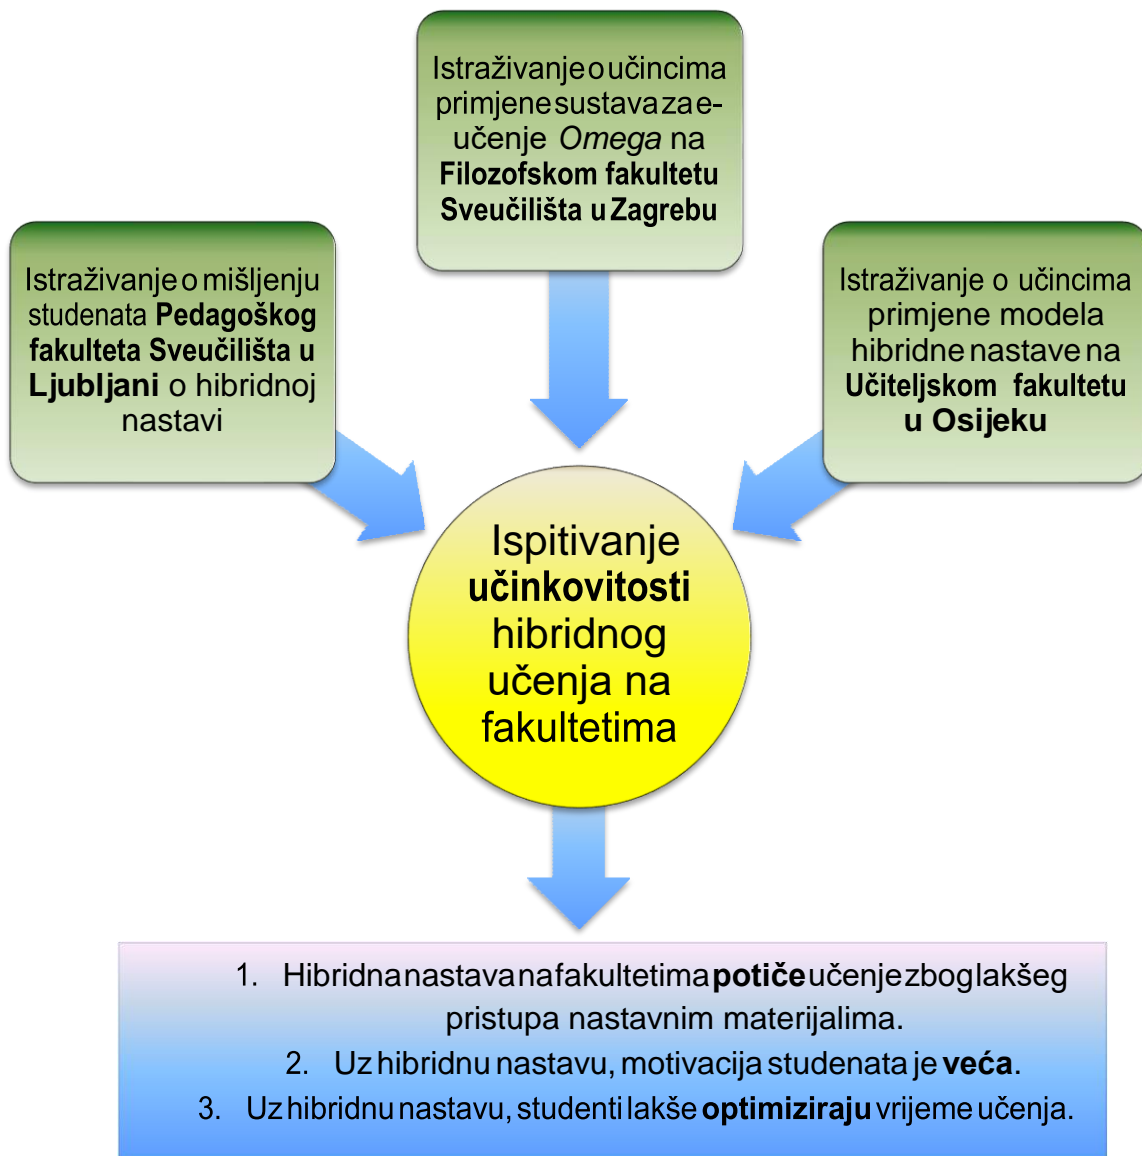 Istraživanje o učincima
primjene sustava za e-
učenje Omega na
Filozofskom fakultetu
Sveučilišta u Zagrebu
Istraživanje o mišljenju
studenata Pedagoškog
fakulteta Sveučilišta u
Ljubljani o hibridnoj
nastavi
Istraživanje o učincima
primjene modela
hibridne nastave na
Učiteljskom fakultetu
u Osijeku
Ispitivanje
učinkovitosti
hibridnog
učenja na
fakultetima
1. Hibridna nastava na fakultetima potiče učenje zbog lakšeg
pristupa nastavnim materijalima.
2. Uz hibridnu nastavu, motivacija studenata je veća.
3. Uz hibridnu nastavu, studenti lakše optimiziraju vrijeme učenja.